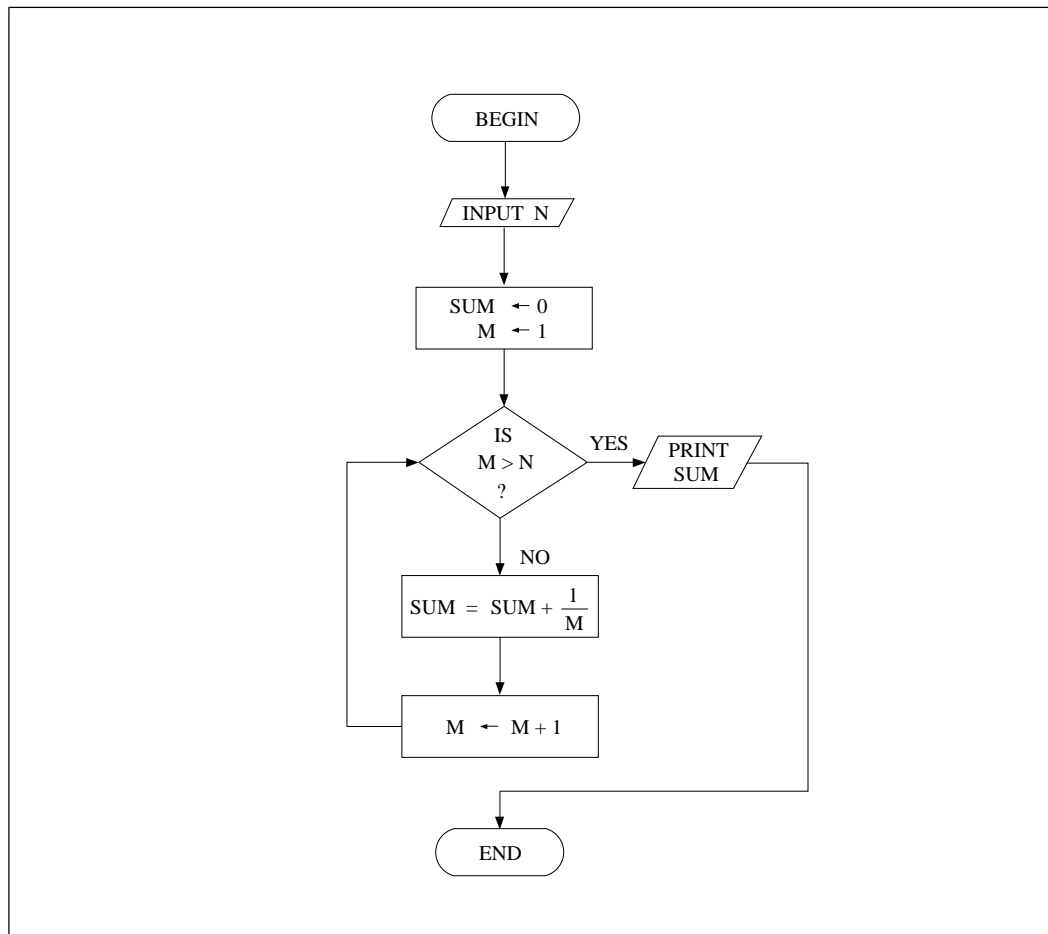 BEGIN
INPUT N
SUM ← 0
M ← 1
IS
M > N
?
YES
PRINT
SUM
NO
SUM = SUM + 1/M
M ← M + 1
END